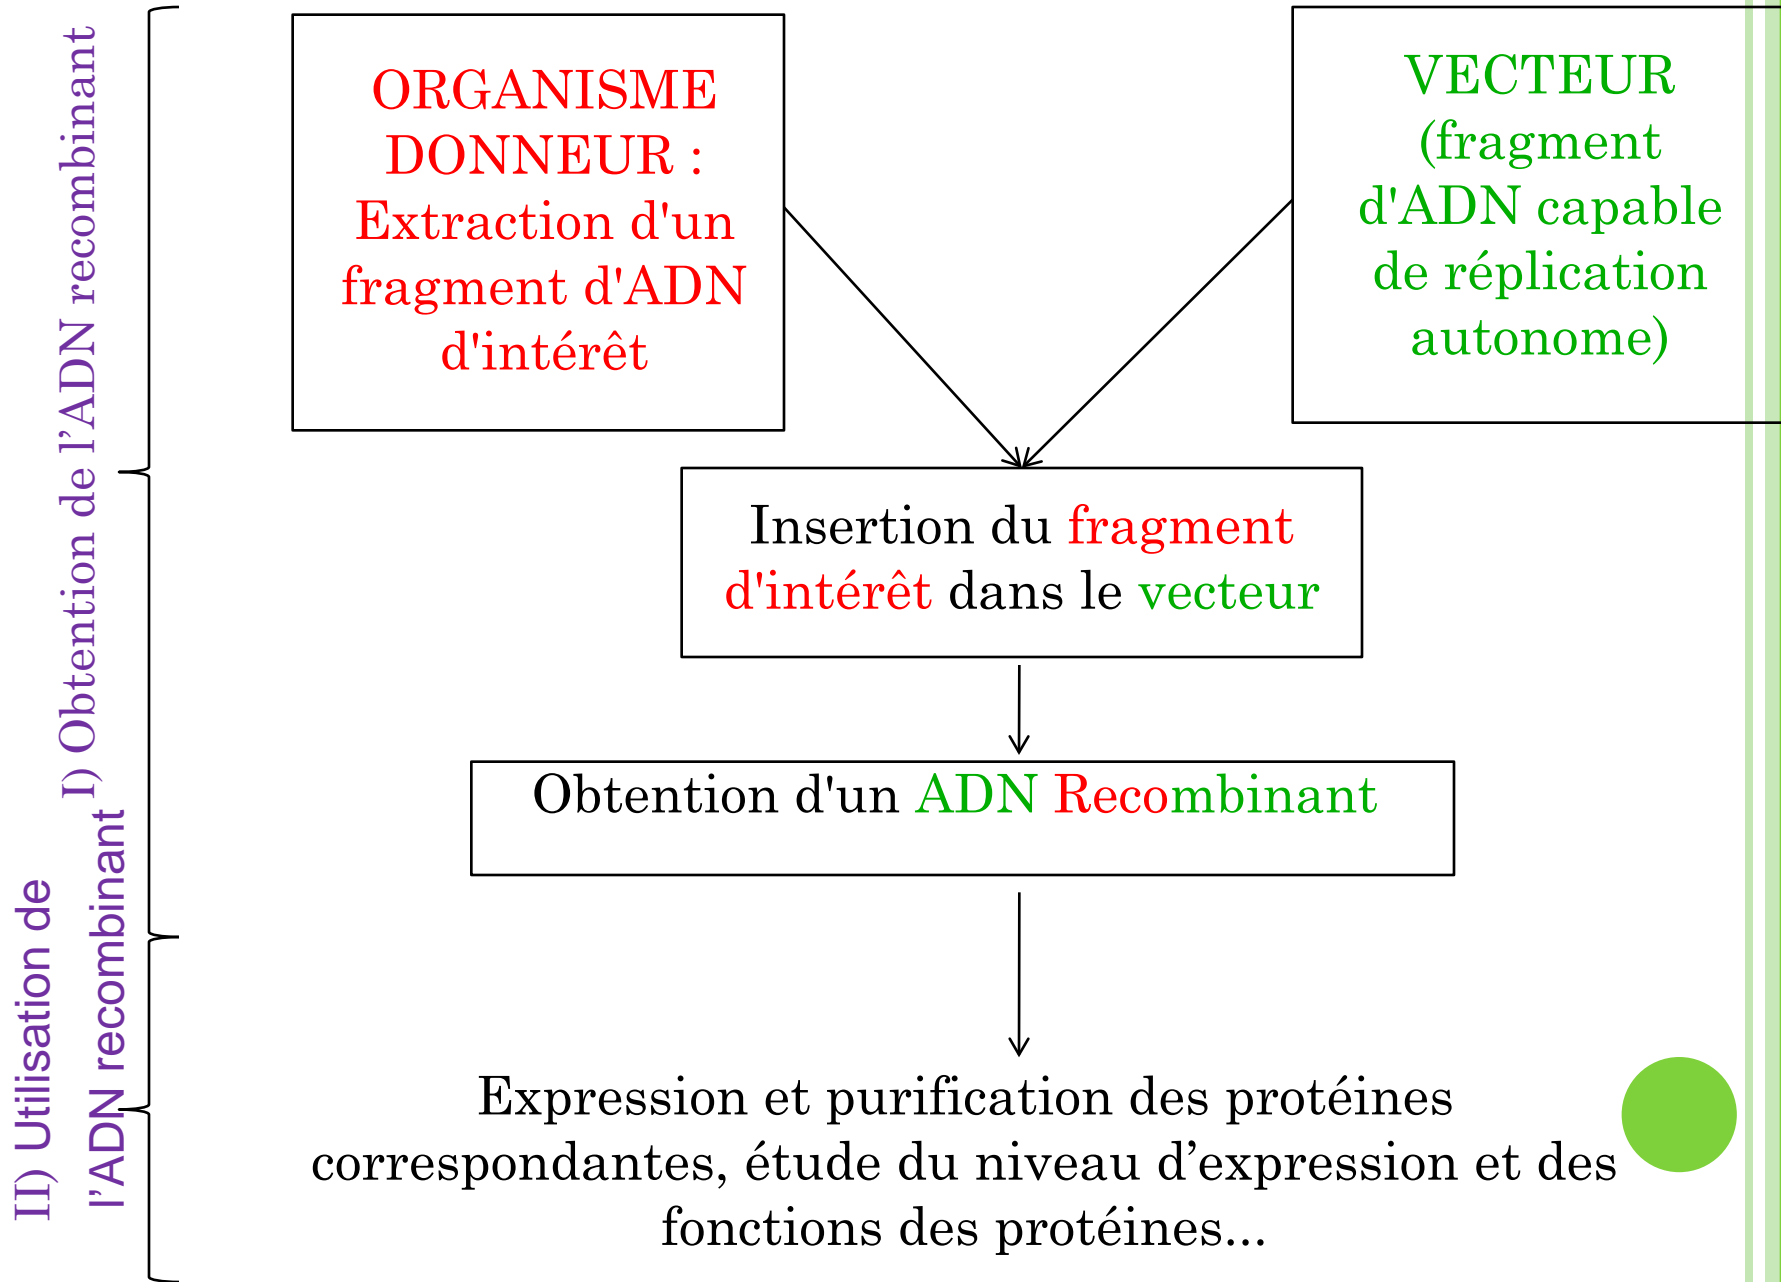 I) Obtention de l’ADN recombinant
ORGANISME
DONNEUR :
Extraction d'un
fragment d'ADN
d'intérêt
VECTEUR
(fragment
d'ADN capable
de réplication
autonome)
Insertion du fragment
d'intérêt dans le vecteur
Obtention d'un ADN Recombinant
II) Utilisation de
l’ADN recombinant
Expression et purification des protéines
correspondantes, étude du niveau d’expression et des
fonctions des protéines...